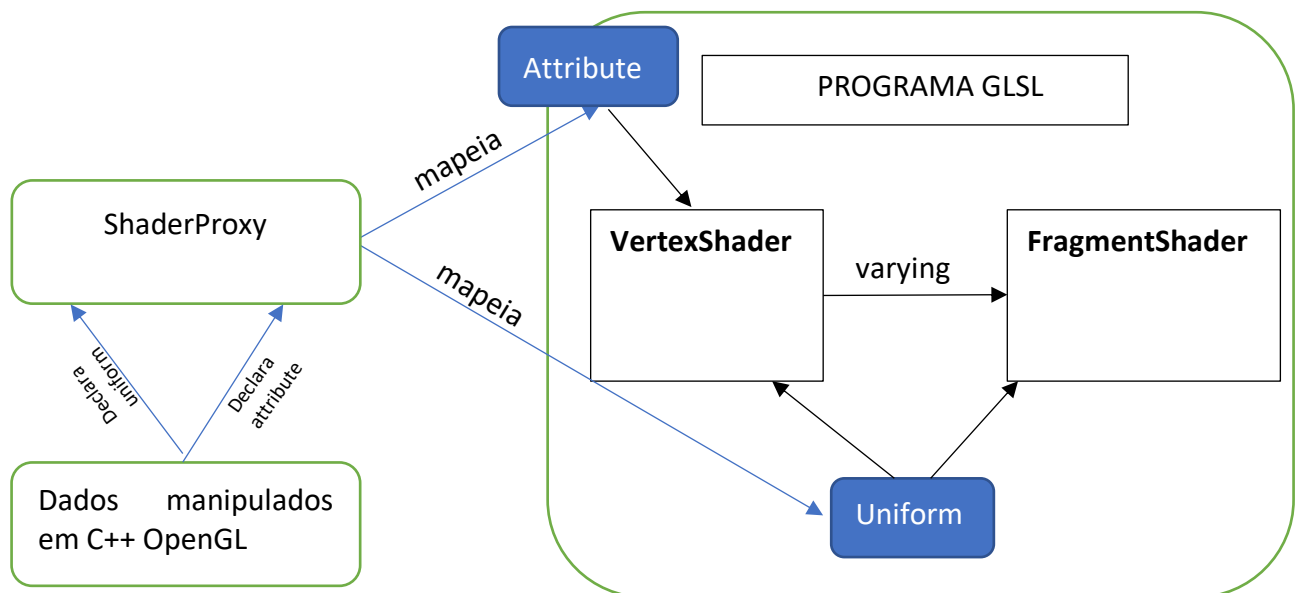 Attribute
PROGRAMA GLSL
mapeia
ShaderProxy
VertexShader
FragmentShader
varying
mapeia
Declara
uniform
Declara
attribute
Dados manipulados
em C++ OpenGL
Uniform